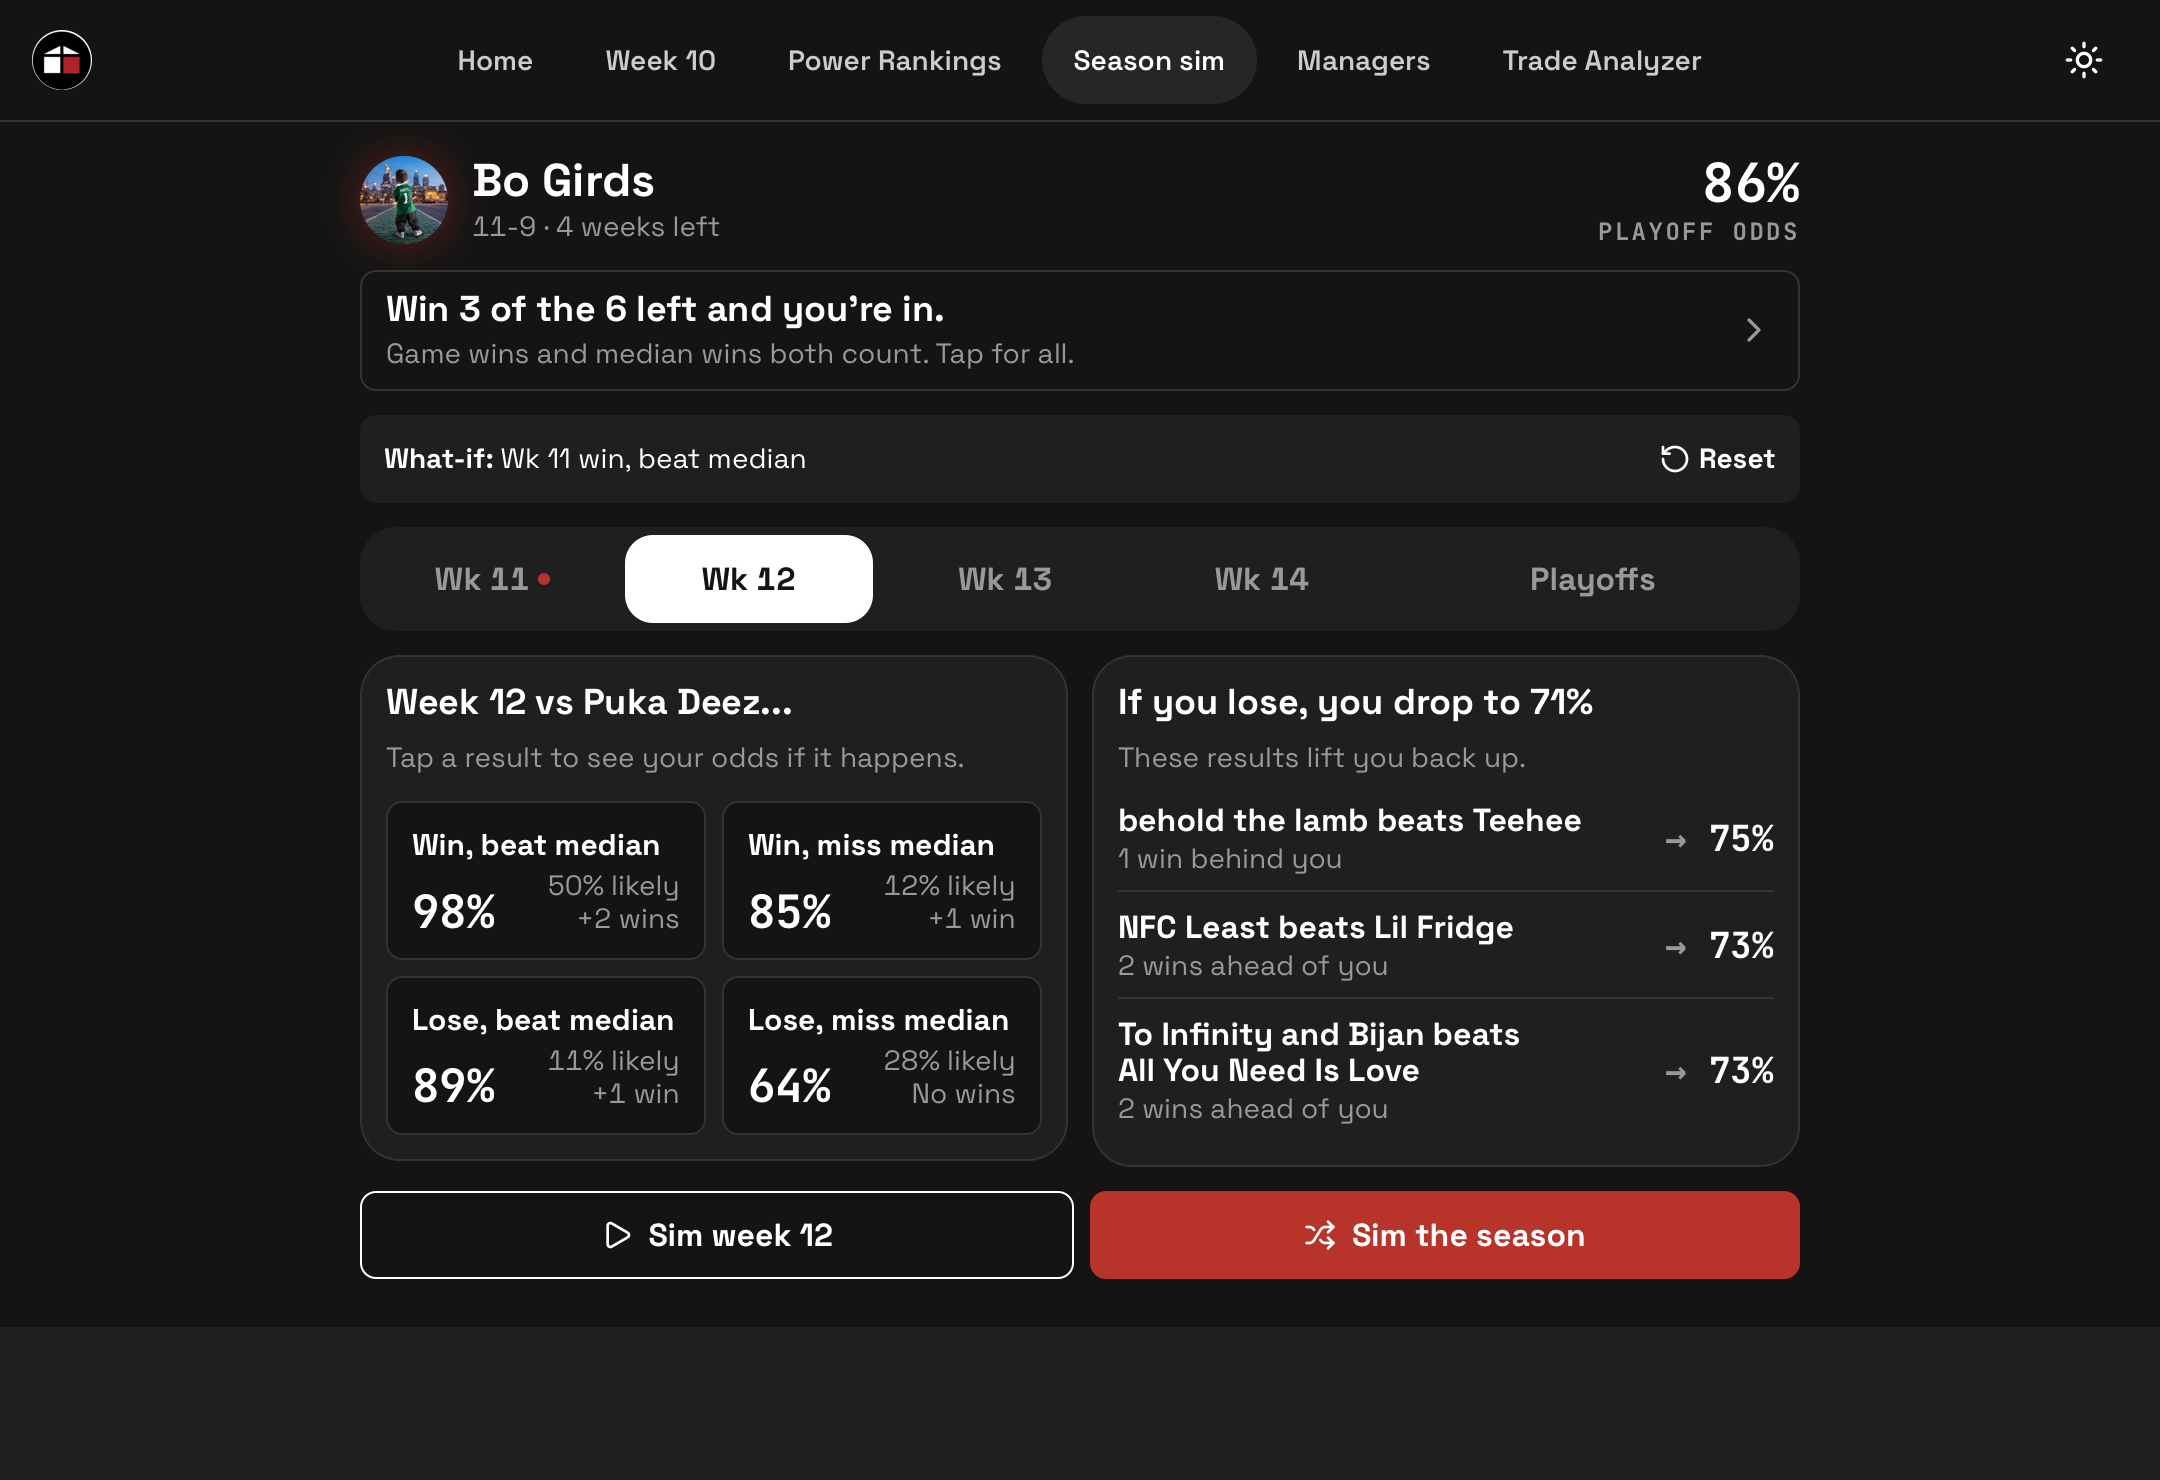 Home
Week 10
Power Rankings
Season sim
Managers
Trade Analyzer
Bo Girds
11-9 · 4 weeks left
86%
PLAYOFF ODDS
Win 3 of the 6 left and you're in.
Game wins and median wins both count. Tap for all.
What-if: Wk 11 win, beat median
Reset
Wk 11
Wk 12
Wk 13
Wk 14
Playoffs
Week 12 vs Puka Deez...
Tap a result to see your odds if it happens.
Win, beat median
98%
50% likely
+2 wins
Win, miss median
85%
12% likely
+1 win
Lose, beat median
89%
11% likely
+1 win
Lose, miss median
64%
28% likely
No wins
If you lose, you drop to 71%
These results lift you back up.
behold the lamb beats Teehee
1 win behind you
→ 75%
NFC Least beats Lil Fridge
2 wins ahead of you
→ 73%
To Infinity and Bijan beats
All You Need Is Love
2 wins ahead of you
→ 73%
Sim week 12
Sim the season